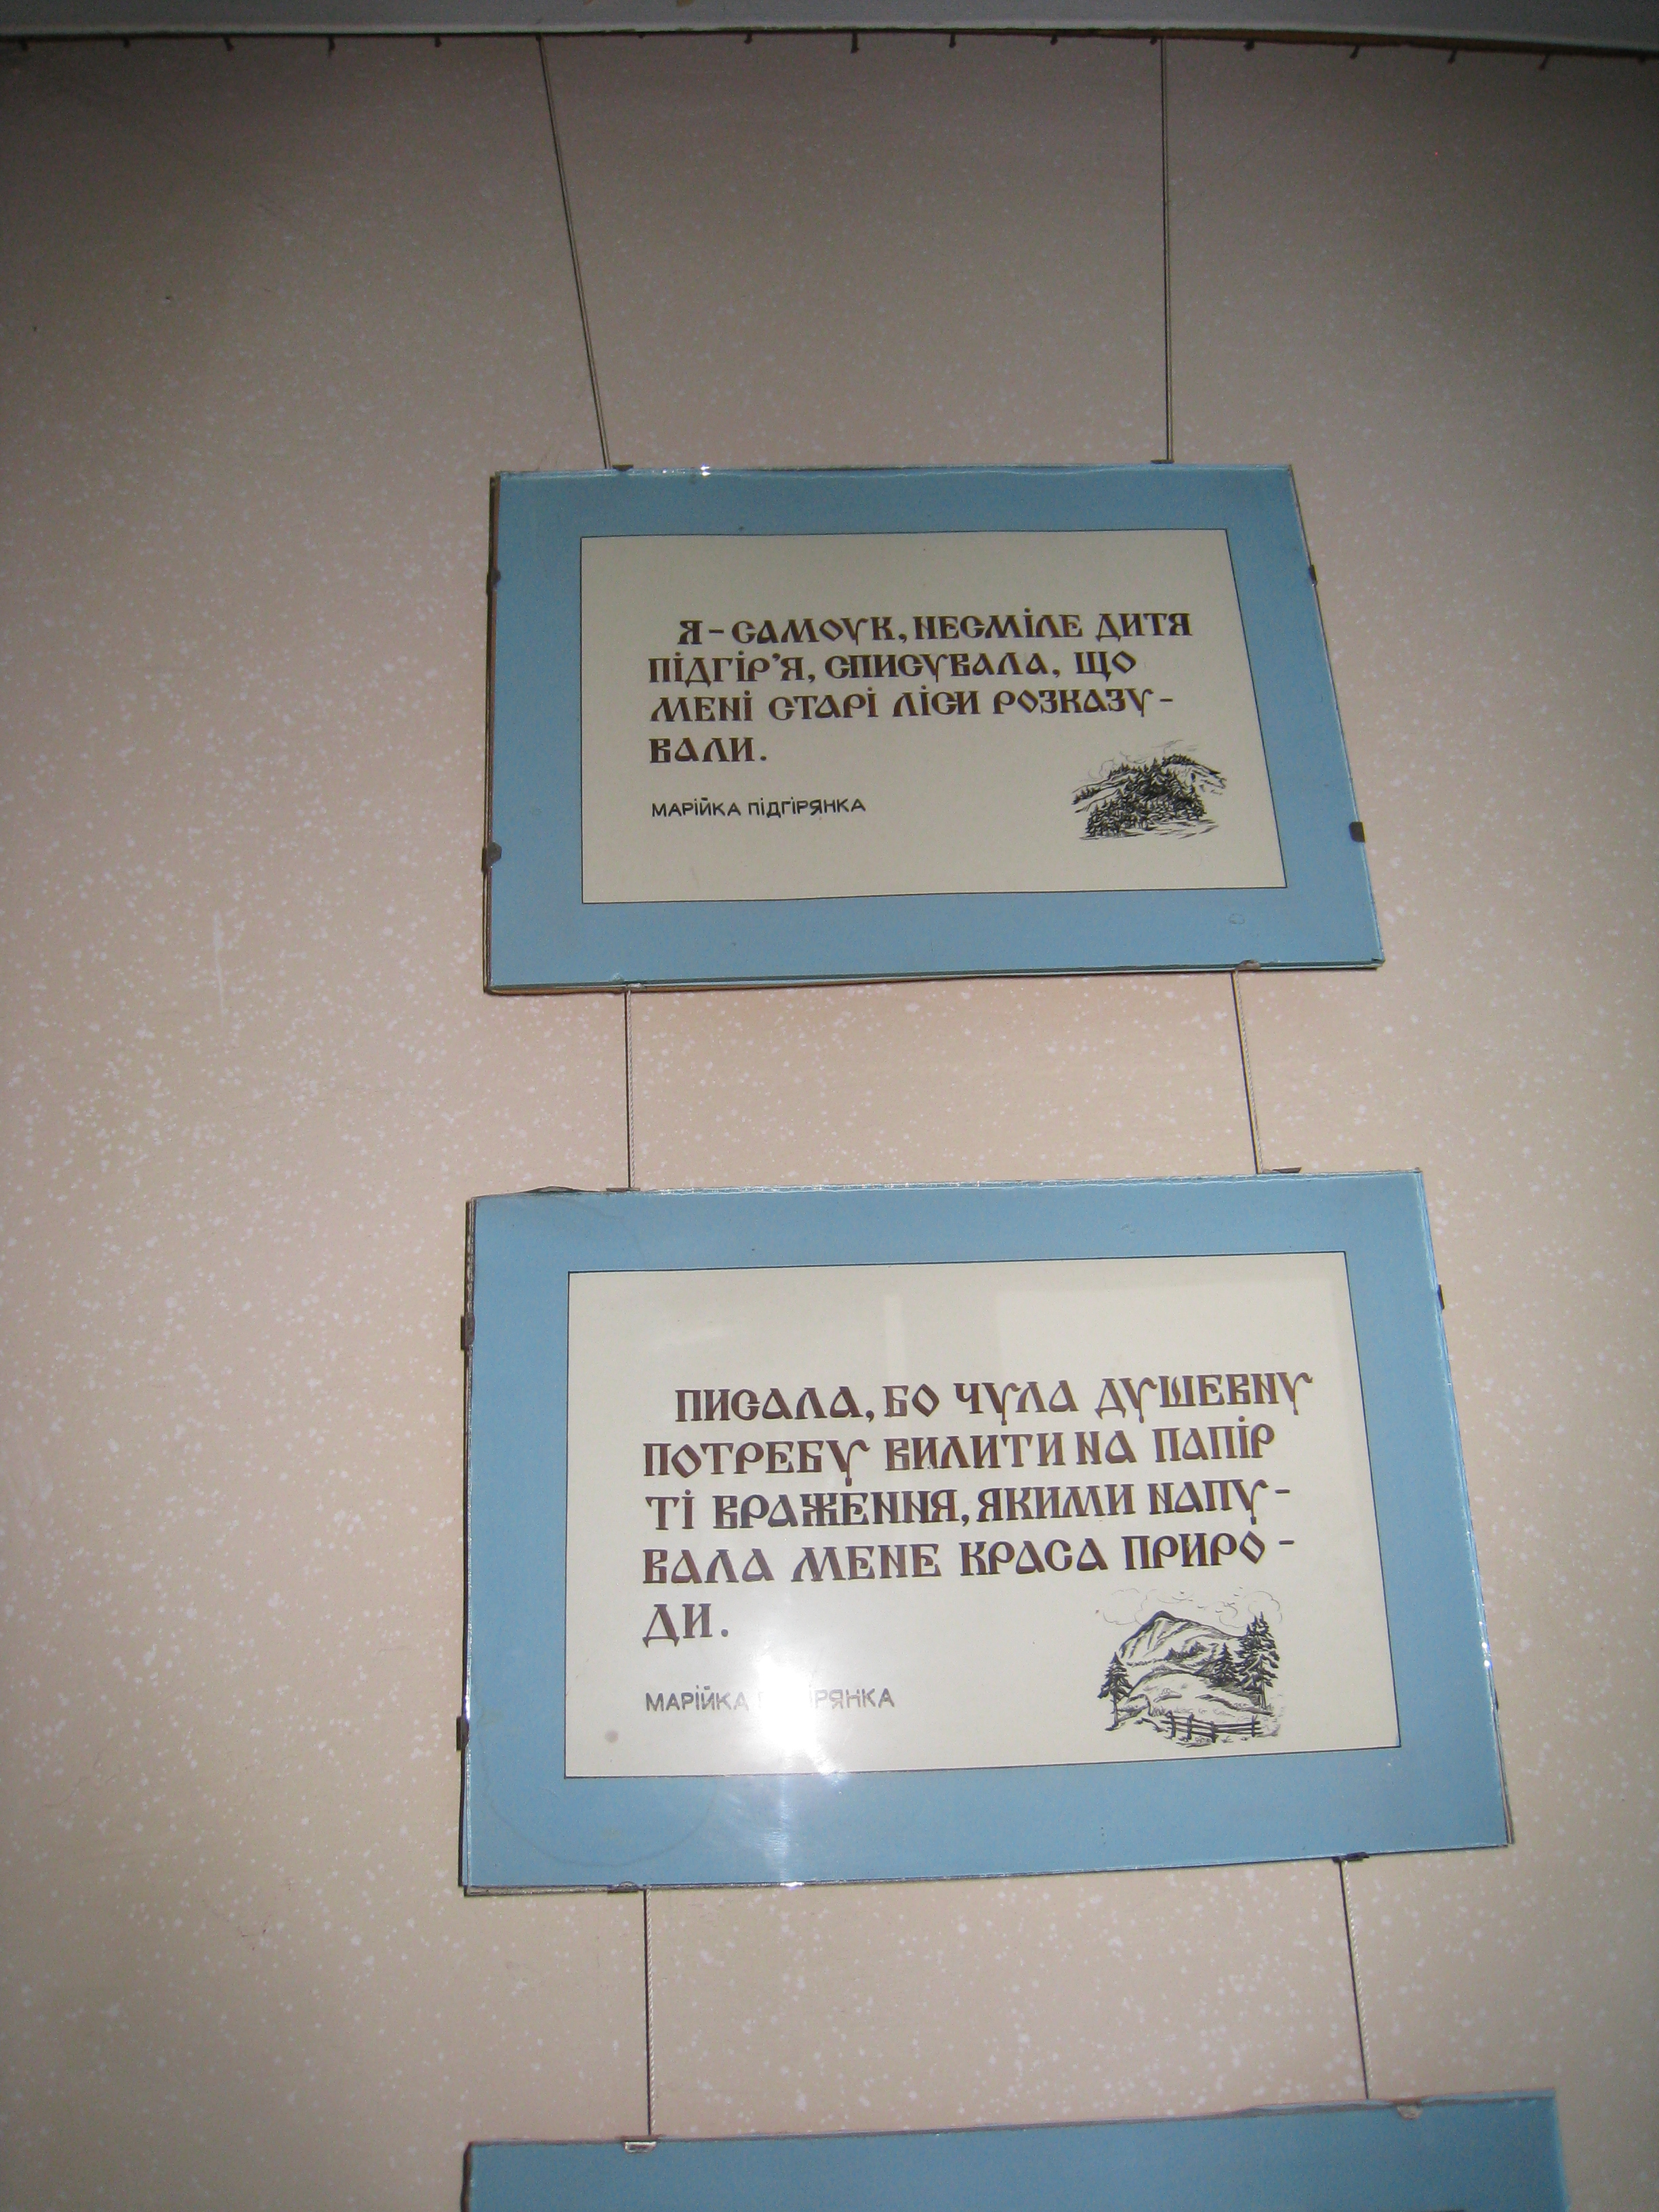 Я-САМОУК, НЕСМІЛЕ ДИТЯ
ПІДГІР'Я, СПИСУВАЛА, ЩО
МЕНІ СТАРІ ЛІСИ РОЗКАЗУ-
ВАЛИ.
МАРІЙКА ПІДГІРЯНКА
ПИСАЛА, БО ЧУЛА ДУШЕВНУ
ПОТРЕБУ ВИЛИТИ НА ПАПІР
ТІ ВРАЖЕННЯ, ЯКИМИ НАПУ-
ВАЛА МЕНЕ КРАСА ПРИРО-
ДИ.
МАРІЙКА ПІДГІРЯНКА